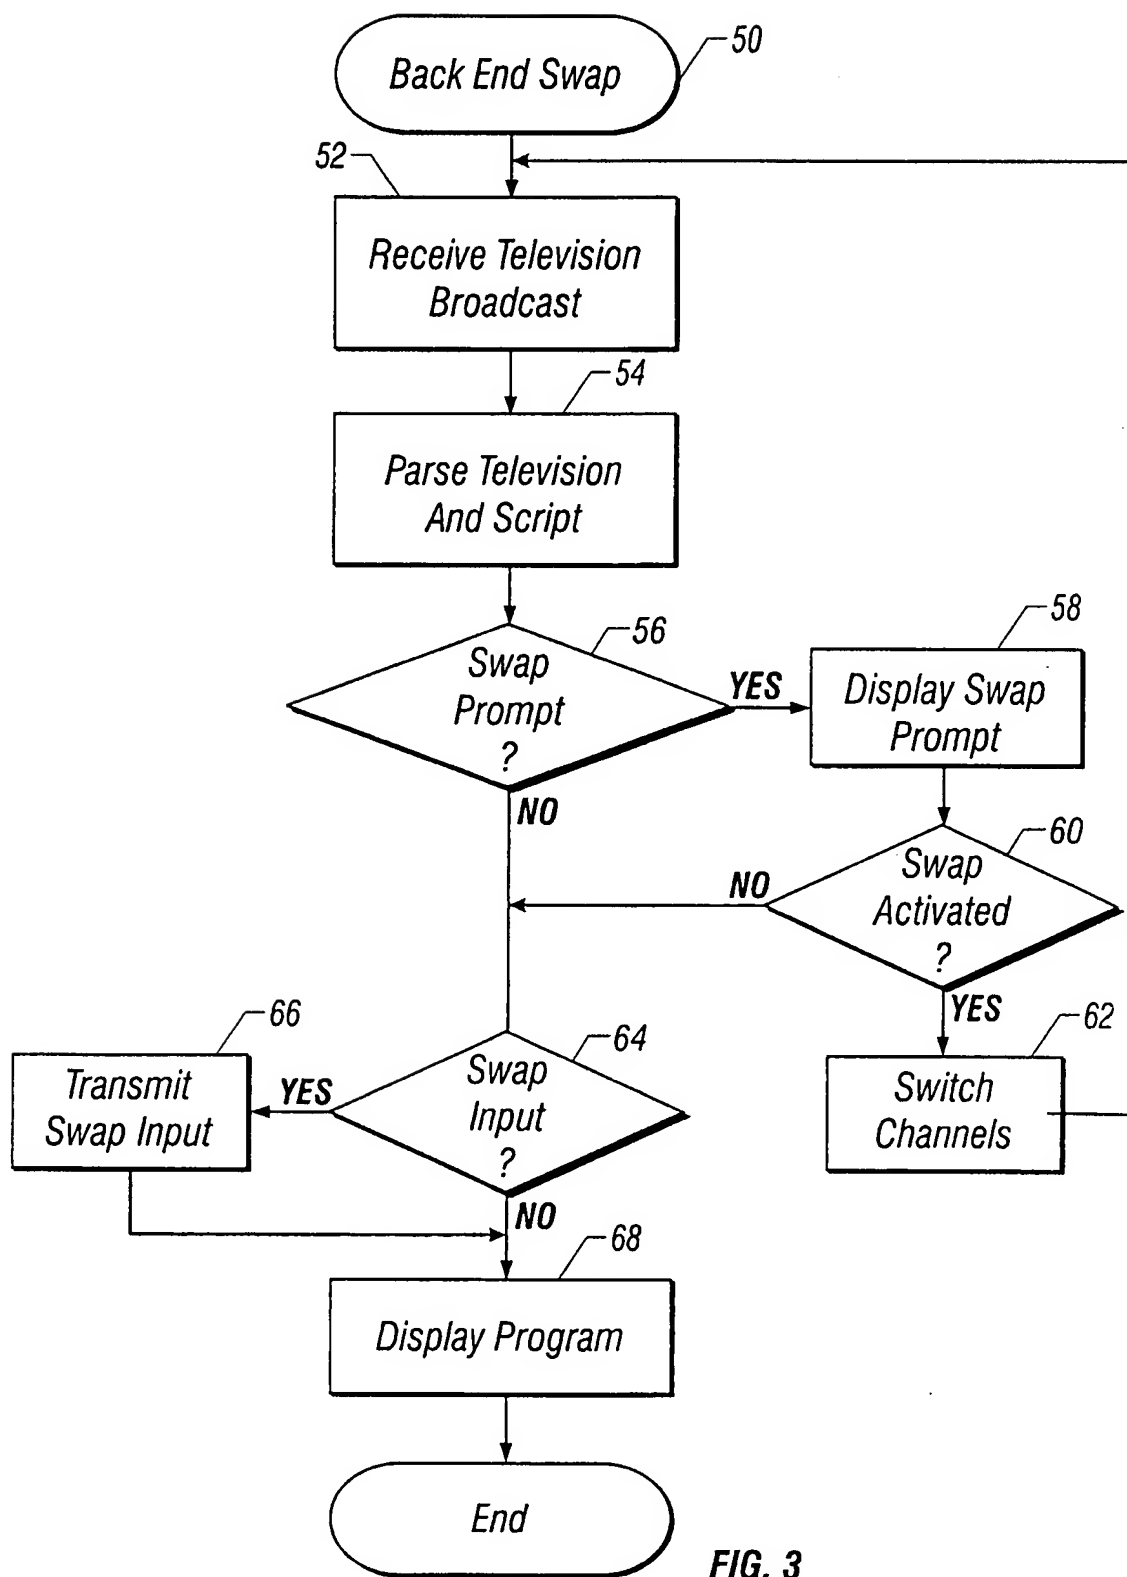 Back End Swap
50
52
Receive Television
Broadcast
54
Parse Television
And Script
56
Swap
Prompt
?
YES
58
Display Swap
Prompt
NO
60
Swap
Activated
?
NO
YES
62
Switch
Channels
64
Swap
Input
?
YES
66
Transmit
Swap Input
NO
68
Display Program
End
FIG. 3